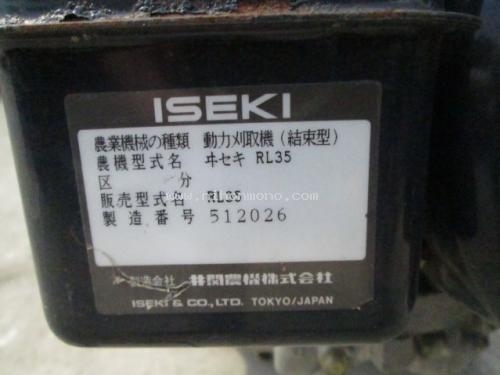 ISEKI
農業機械の種類 動力刈取機(結束型)
農機型式名 ヰセキ RL35
区分
販売型式名 RL35
製造番号 512026
製造会社 井関農機株式会社
ISEKI & CO., LTD. TOKYO/JAPAN